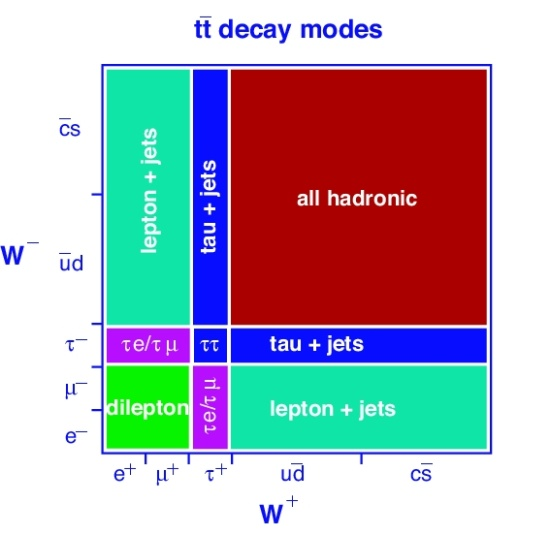 tt̄ decay modes
c̄s
lepton + jets
tau + jets
all hadronic
W⁻
ūd
τ⁻
τe/τμ
ττ
tau + jets
μ⁻
dilepton
τe/τμ
lepton + jets
e⁻
e⁺
μ⁺
τ⁺
ud̄
cs̄
W⁺